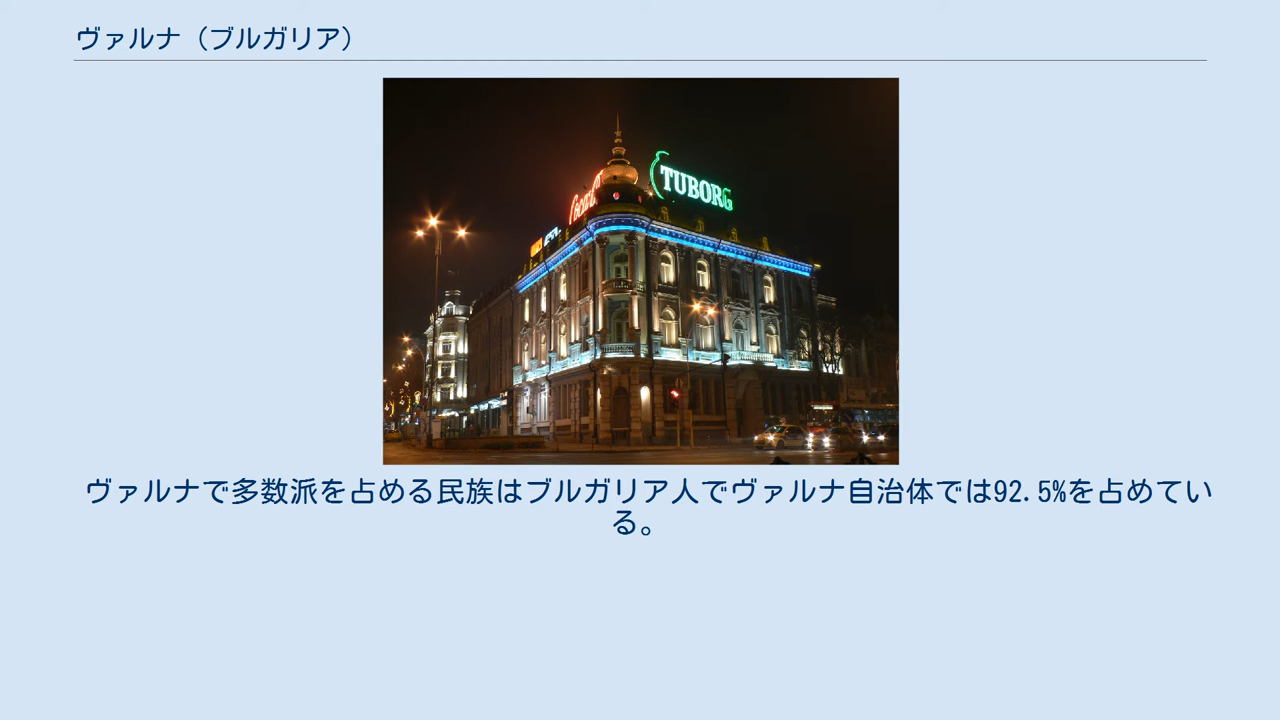 ヴァルナ（ブルガリア）
TUBORG
Coca-Cola
ヴァルナで多数派を占める民族はブルガリア人でヴァルナ自治体では92.5%を占めてい
る。